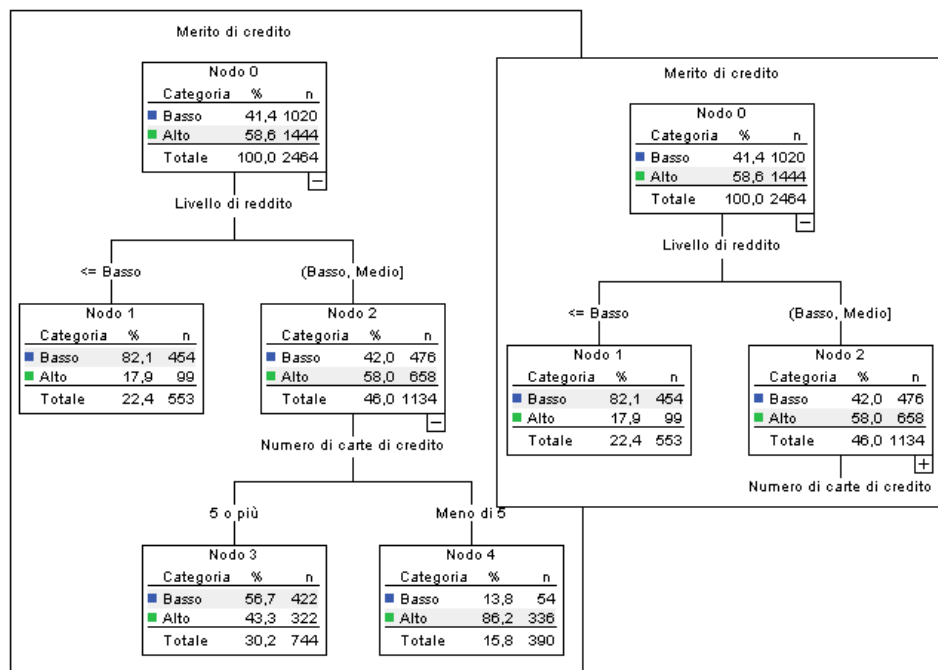 Merito di credito
Nodo 0
Categoria % n
Basso 41,4 1020
Alto 58,6 1444
Totale 100,0 2464
Livello di reddito
<= Basso
(Basso, Medio]
Nodo 1
Categoria % n
Basso 82,1 454
Alto 17,9 99
Totale 22,4 553
Nodo 2
Categoria % n
Basso 42,0 476
Alto 58,0 658
Totale 46,0 1134
Numero di carte di credito
5 o più
Meno di 5
Nodo 3
Categoria % n
Basso 56,7 422
Alto 43,3 322
Totale 30,2 744
Nodo 4
Categoria % n
Basso 13,8 54
Alto 86,2 336
Totale 15,8 390
Merito di credito
Nodo 0
Categoria % n
Basso 41,4 1020
Alto 58,6 1444
Totale 100,0 2464
Livello di reddito
<= Basso
(Basso, Medio]
Nodo 1
Categoria % n
Basso 82,1 454
Alto 17,9 99
Totale 22,4 553
Nodo 2
Categoria % n
Basso 42,0 476
Alto 58,0 658
Totale 46,0 1134
Numero di carte di credito